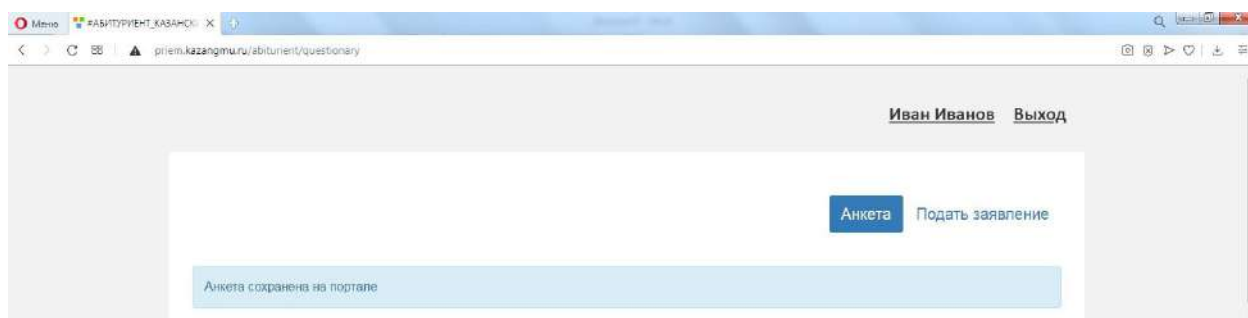 Меню #АБИТУРИЕНТ_КАЗАНСК
priem.kazangmu.ru/abiturient/questionary
Иван Иванов Выход
Анкета Подать заявление
Анкета сохранена на портале